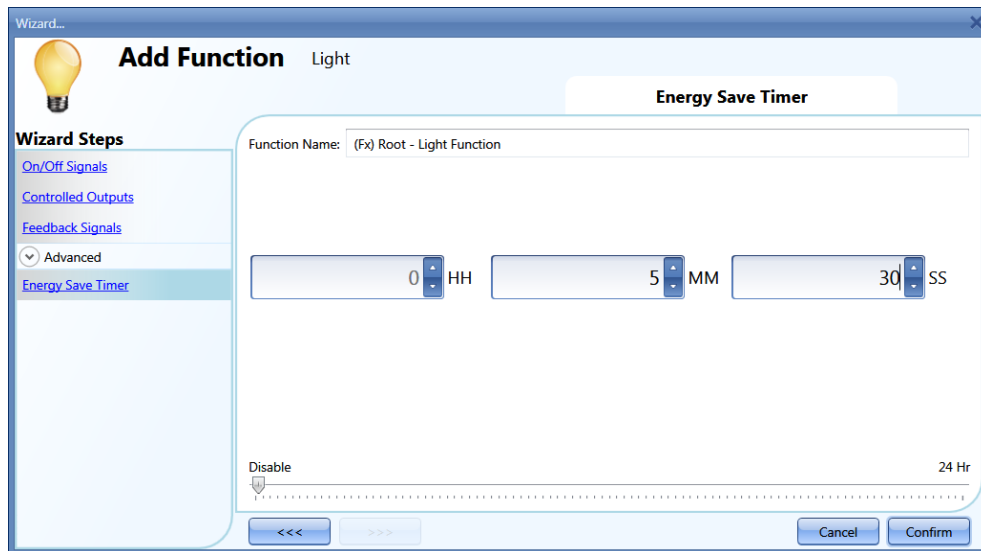 Wizard...
Add Function Light
Energy Save Timer
Wizard Steps
On/Off Signals
Controlled Outputs
Feedback Signals
Advanced
Energy Save Timer
Function Name: (Fx) Root - Light Function
0 HH 5 MM 30 SS
Disable 24 Hr
<<< >>> Cancel Confirm